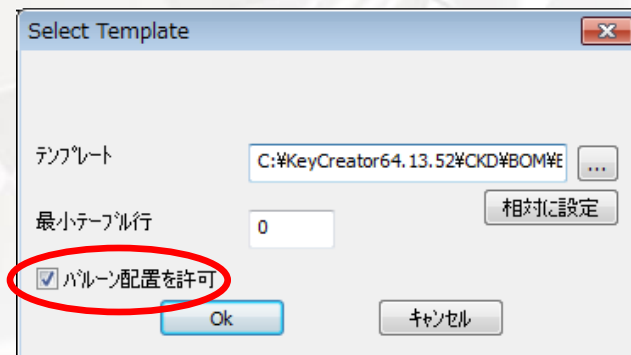 Select Template
ﾃﾝﾌﾟﾚｰﾄ
C:¥KeyCreator64.13.52¥CKD¥BOM¥E
...
相対に設定
最小ﾃｰﾌﾞﾙ行
0
ﾊﾞﾙｰﾝ配置を許可
Ok
ｷｬﾝｾﾙ